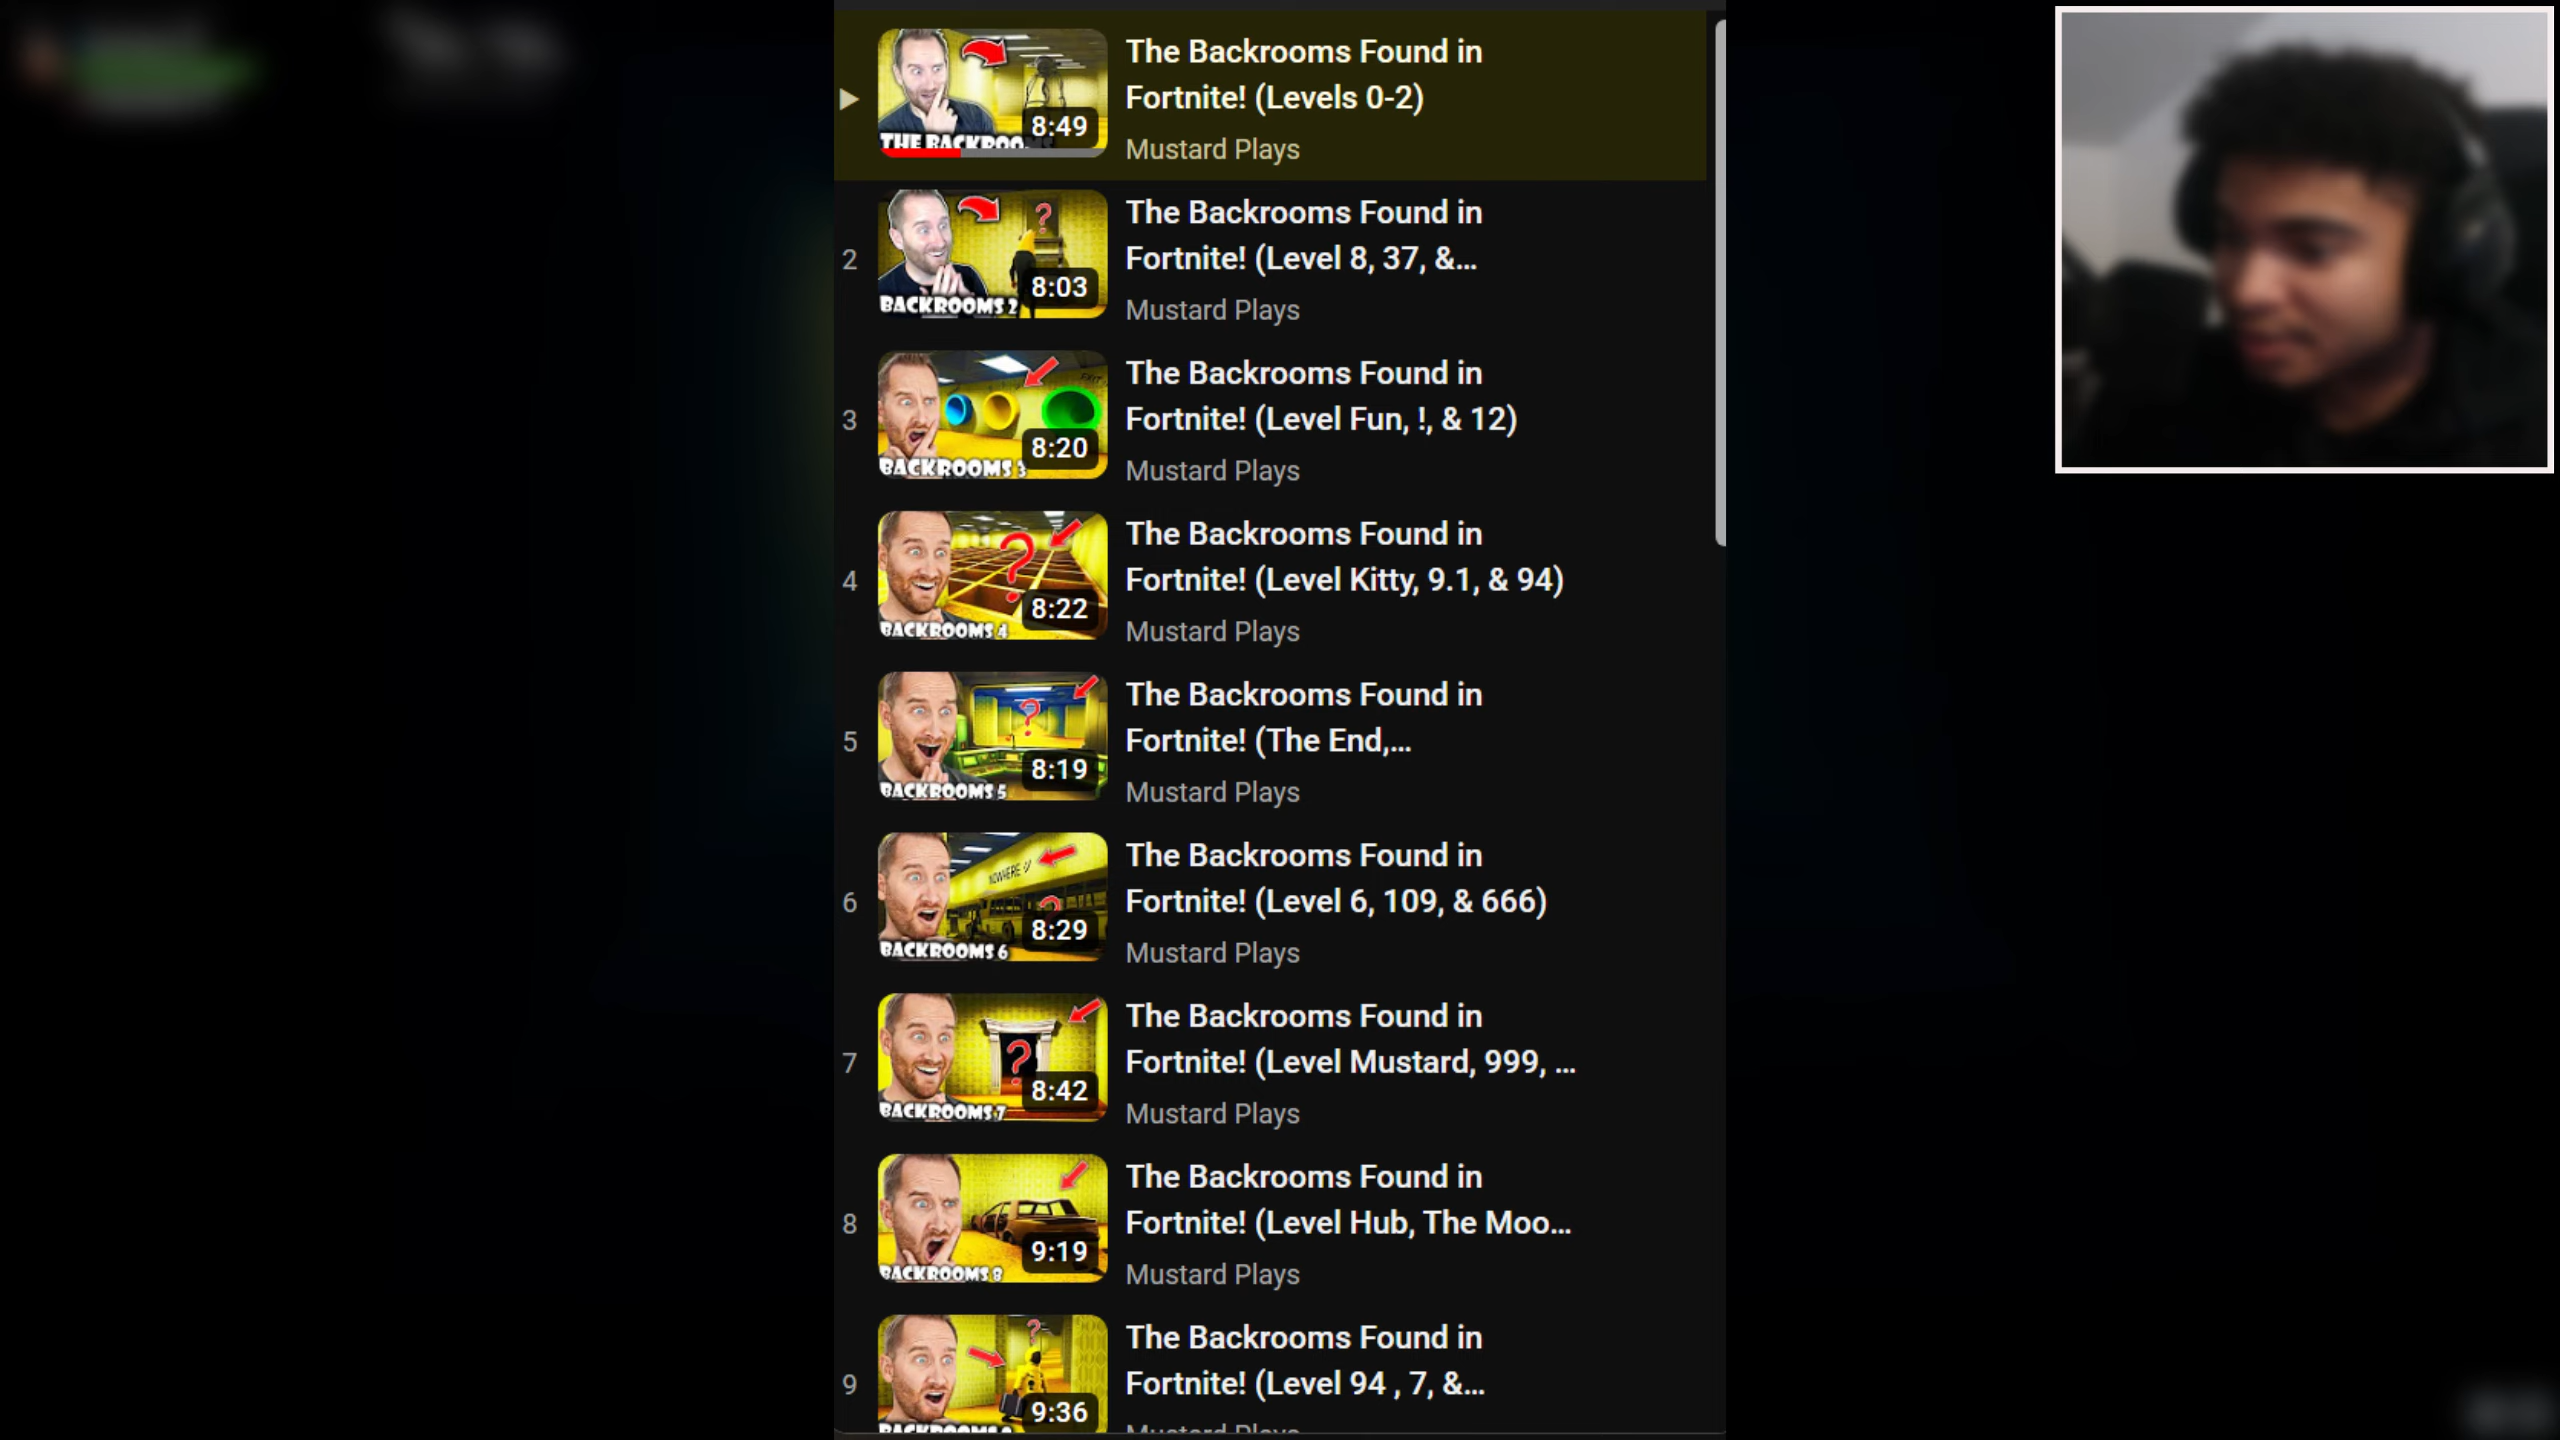 The Backrooms Found in
Fortnite! (Levels 0-2)
Mustard Plays
8:49
THE BACKROO
2
The Backrooms Found in
Fortnite! (Level 8, 37, &...
Mustard Plays
8:03
BACKROOMS 2
3
The Backrooms Found in
Fortnite! (Level Fun, !, & 12)
Mustard Plays
EXIT
8:20
BACKROOMS 3
4
The Backrooms Found in
Fortnite! (Level Kitty, 9.1, & 94)
Mustard Plays
?
8:22
BACKROOMS 4
5
The Backrooms Found in
Fortnite! (The End,...
Mustard Plays
?
8:19
BACKROOMS 5
6
The Backrooms Found in
Fortnite! (Level 6, 109, & 666)
Mustard Plays
NOWHERE
?
8:29
BACKROOMS 6
7
The Backrooms Found in
Fortnite! (Level Mustard, 999, ...
Mustard Plays
?
8:42
BACKROOMS 7
8
The Backrooms Found in
Fortnite! (Level Hub, The Moo...
Mustard Plays
9:19
BACKROOMS 8
9
The Backrooms Found in
Fortnite! (Level 94 , 7, &...
Mustard Plays
?
9:36